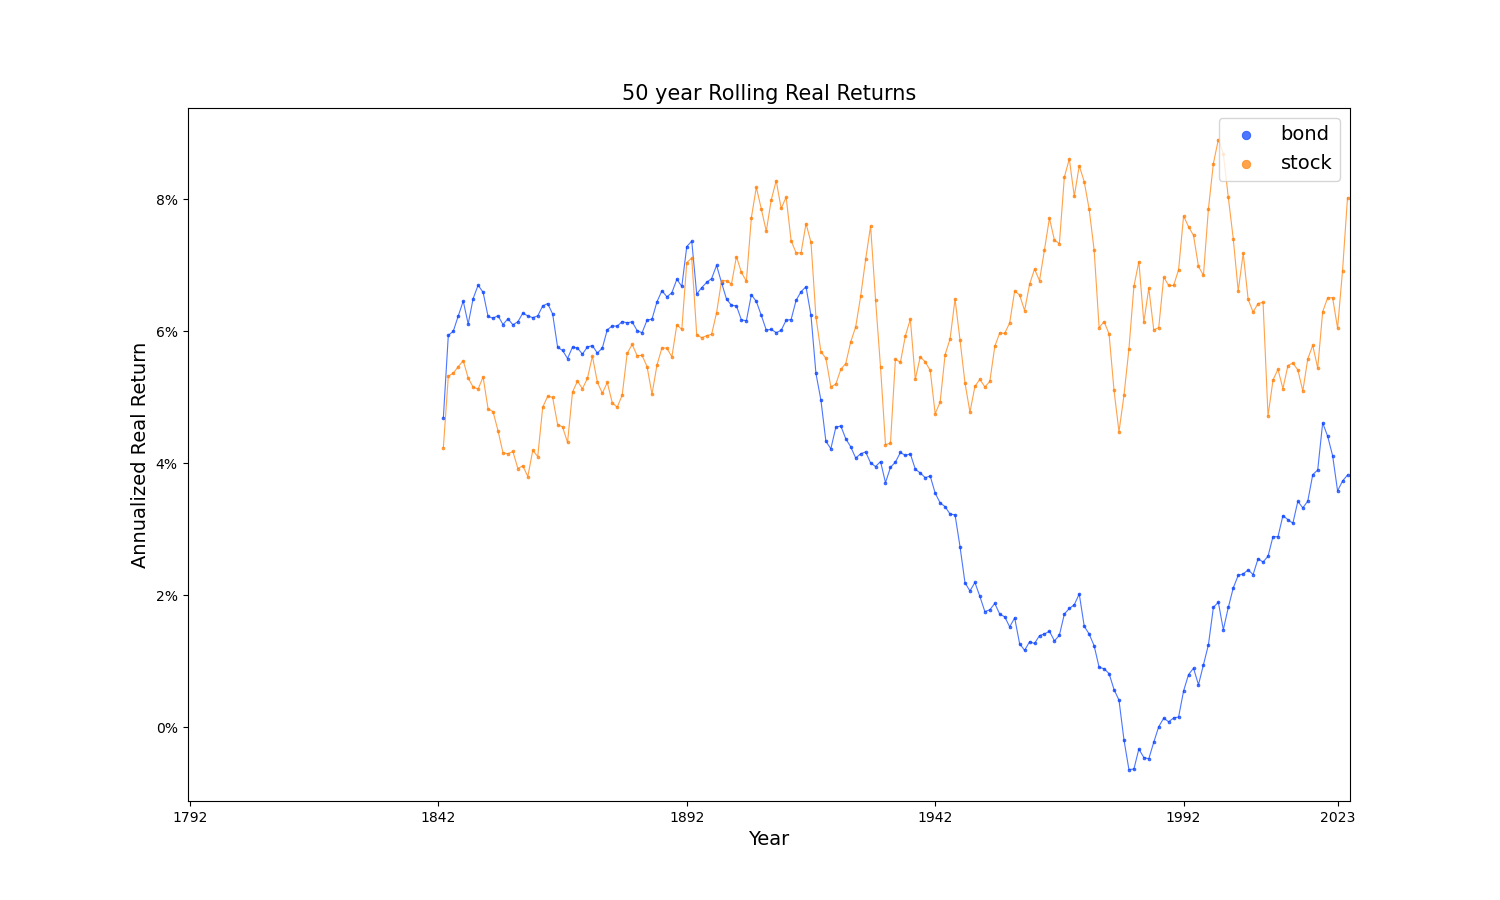 50 year Rolling Real Returns
bond
stock
Annualized Real Return
8%
6%
4%
2%
0%
1792
1842
1892
1942
1992
2023
Year